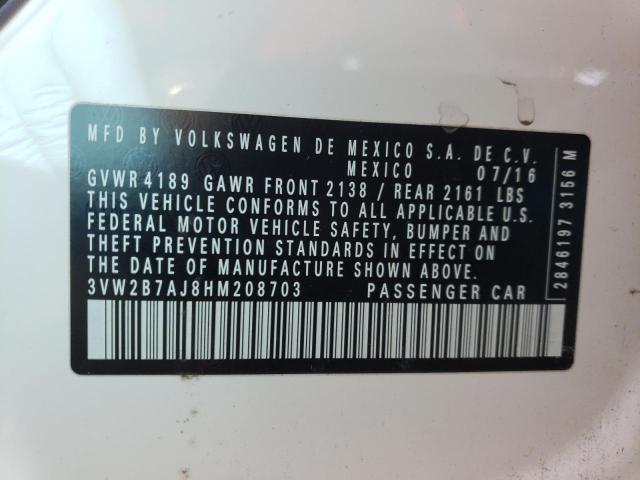 MFD BY VOLKSWAGEN DE MEXICO S.A. DE C.V.
MEXICO 07/16
GVWR 4189 GAWR FRONT 2138 / REAR 2161 LBS
THIS VEHICLE CONFORMS TO ALL APPLICABLE U.S.
FEDERAL MOTOR VEHICLE SAFETY, BUMPER AND
THEFT PREVENTION STANDARDS IN EFFECT ON
THE DATE OF MANUFACTURE SHOWN ABOVE.
3VW2B7AJ8HM208703 PASSENGER CAR
2846197 3156 M